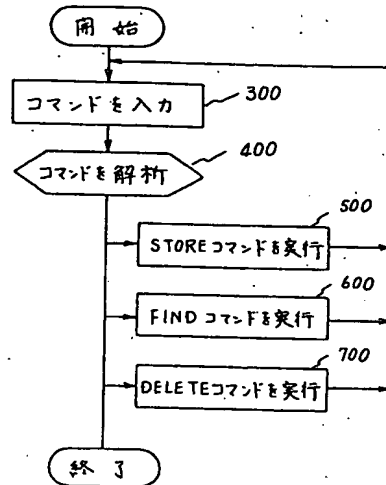 開始
コマンドを入力
300
コマンドを解析
400
500
STOREコマンドを実行
600
FINDコマンドを実行
700
DELETEコマンドを実行
終了